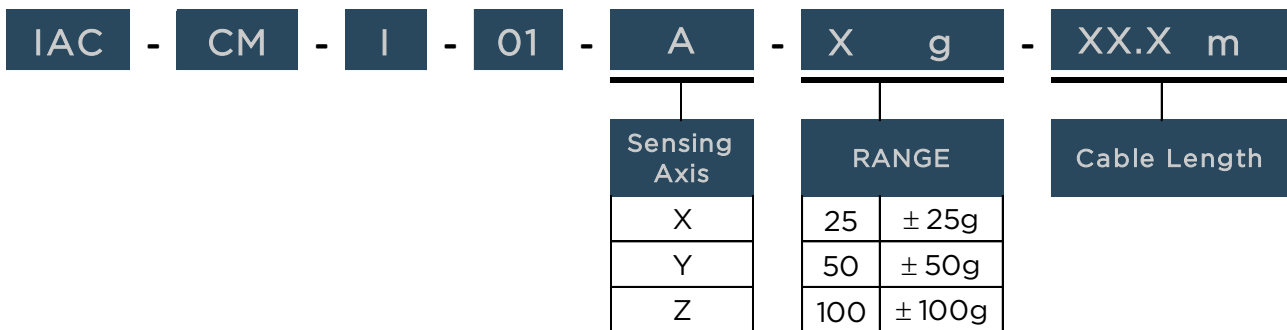 IAC - CM - I - 01 - A - X g - XX.X m
Sensing
Axis
RANGE
Cable Length
X
25 ± 25g
Y
50 ± 50g
Z
100 ± 100g